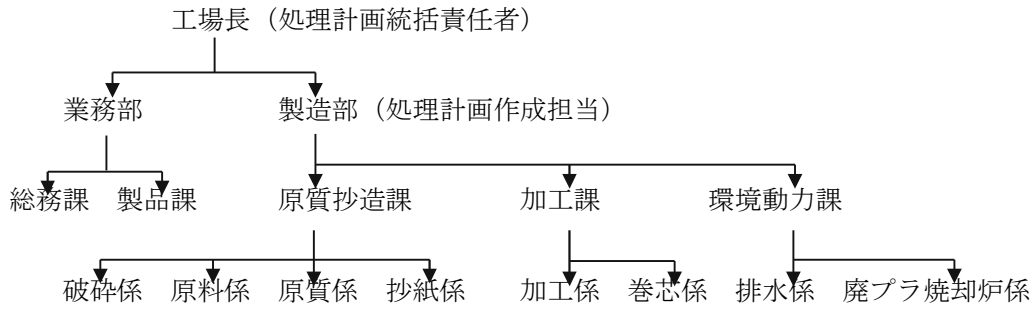 工場長（処理計画統括責任者）
業務部 製造部（処理計画作成担当）
総務課 製品課 原質抄造課 加工課 環境動力課
破砕係 原料係 原質係 抄紙係 加工係 巻芯係 排水係 廃プラ焼却炉係